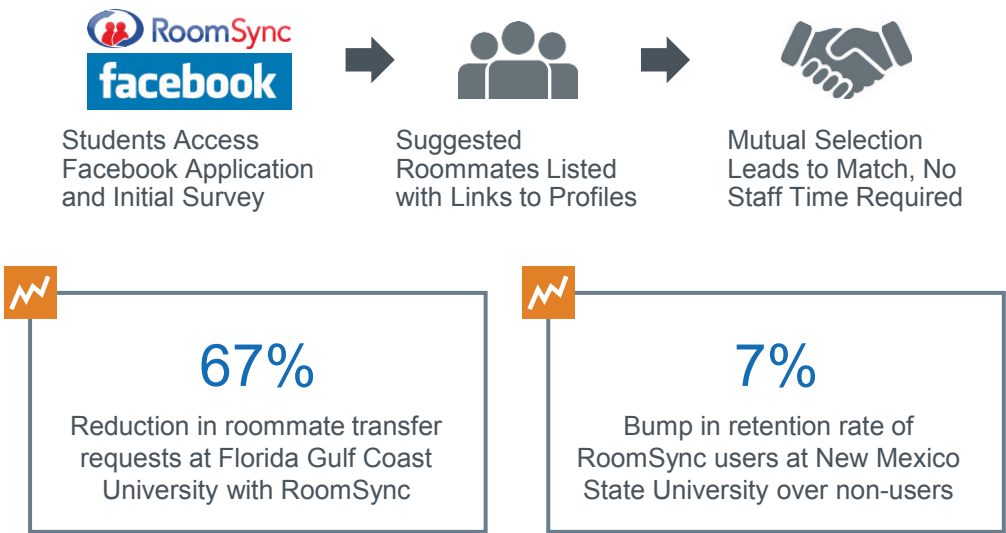 RoomSync
facebook
Students Access
Facebook Application
and Initial Survey
Suggested
Roommates Listed
with Links to Profiles
Mutual Selection
Leads to Match, No
Staff Time Required
67%
Reduction in roommate transfer
requests at Florida Gulf Coast
University with RoomSync
7%
Bump in retention rate of
RoomSync users at New Mexico
State University over non-users